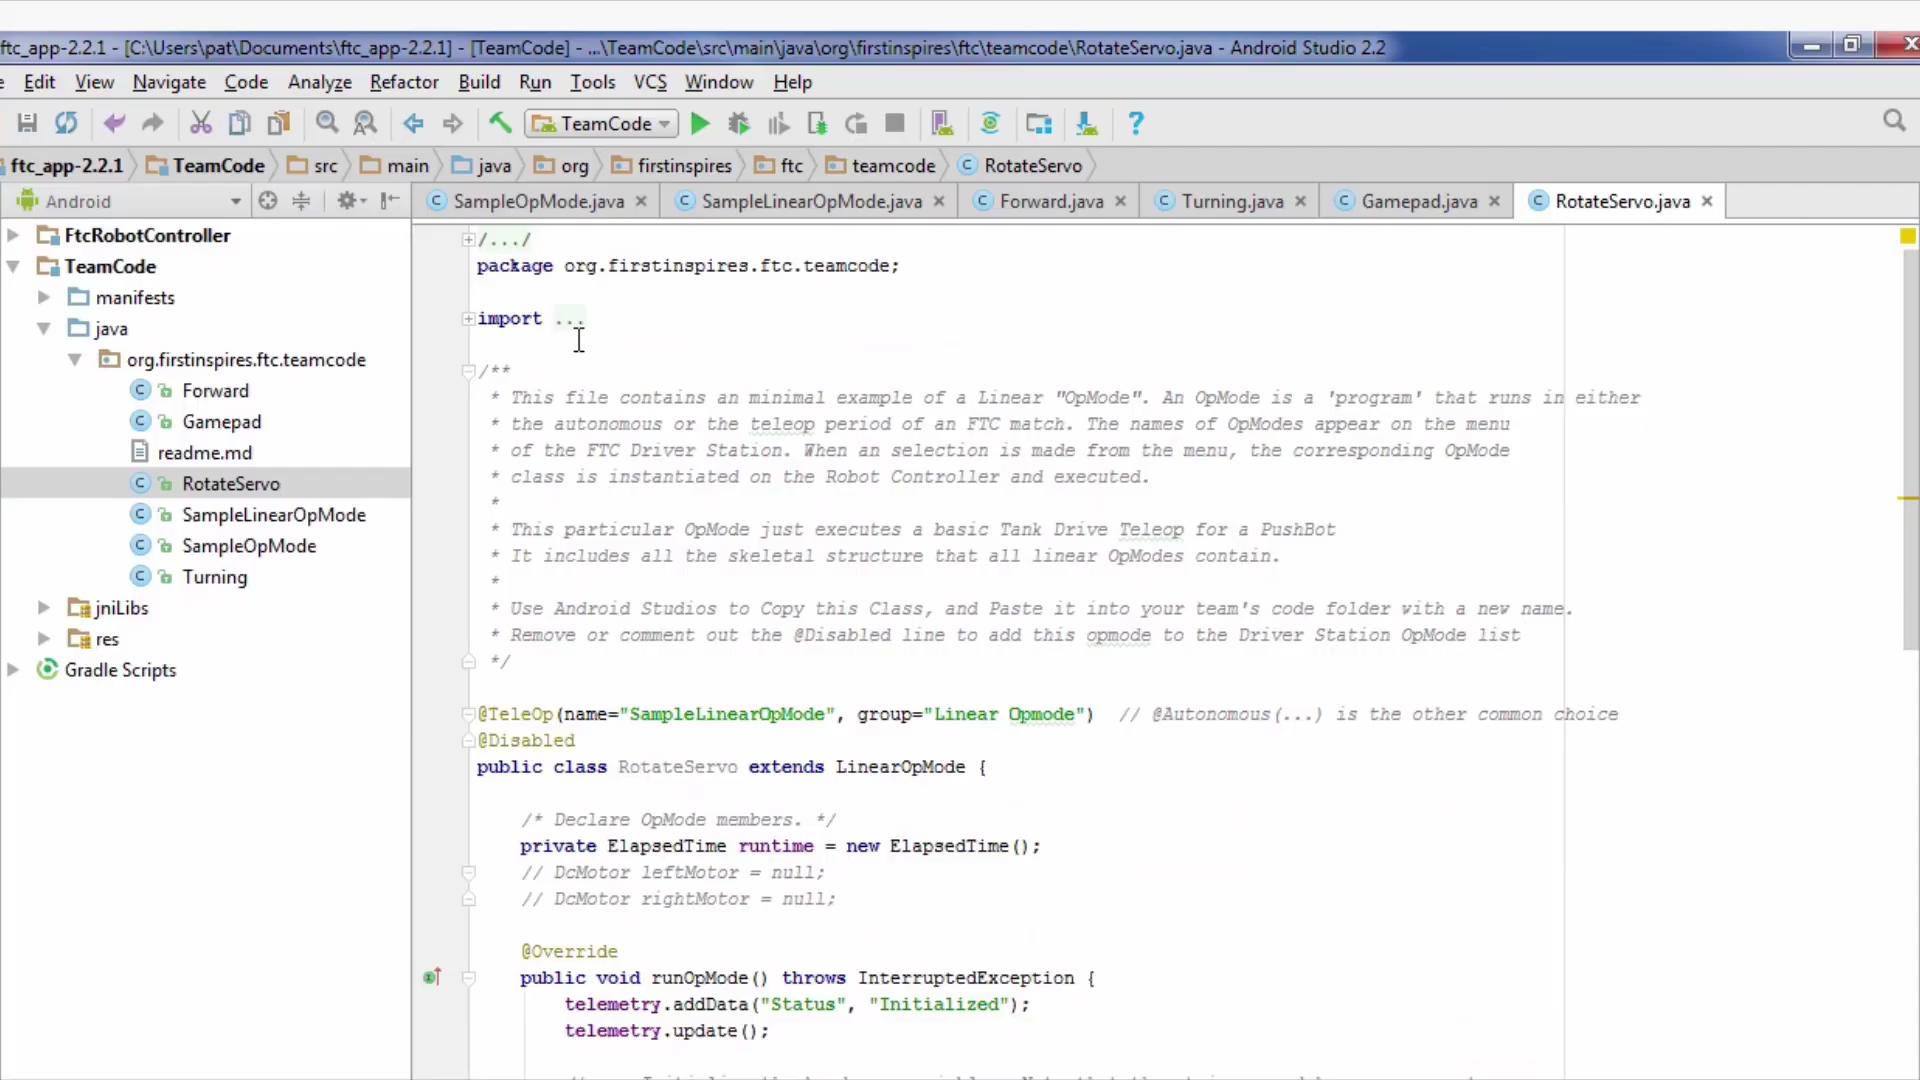 ftc_app-2.2.1 - [C:\Users\pat\Documents\ftc_app-2.2.1] - [TeamCode] - ...\TeamCode\src\main\java\org\firstinspires\ftc\teamcode\RotateServo.java - Android Studio 2.2
Edit View Navigate Code Analyze Refactor Build Run Tools VCS Window Help
TeamCode
ftc_app-2.2.1 TeamCode src main java org firstinspires ftc teamcode RotateServo
Android SampleOpMode.java SampleLinearOpMode.java Forward.java Turning.java Gamepad.java RotateServo.java
FtcRobotController
TeamCode
manifests
java
org.firstinspires.ftc.teamcode
Forward
Gamepad
readme.md
RotateServo
SampleLinearOpMode
SampleOpMode
Turning
jniLibs
res
Gradle Scripts
/.../
package org.firstinspires.ftc.teamcode;
import ...
/**
* This file contains an minimal example of a Linear "OpMode". An OpMode is a 'program' that runs in either
* the autonomous or the teleop period of an FTC match. The names of OpModes appear on the menu
* of the FTC Driver Station. When an selection is made from the menu, the corresponding OpMode
* class is instantiated on the Robot Controller and executed.
*
* This particular OpMode just executes a basic Tank Drive Teleop for a PushBot
* It includes all the skeletal structure that all linear OpModes contain.
*
* Use Android Studios to Copy this Class, and Paste it into your team's code folder with a new name.
* Remove or comment out the @Disabled line to add this opmode to the Driver Station OpMode list
*/
@TeleOp(name="SampleLinearOpMode", group="Linear Opmode") // @Autonomous(...) is the other common choice
@Disabled
public class RotateServo extends LinearOpMode {
/* Declare OpMode members. */
private ElapsedTime runtime = new ElapsedTime();
// DcMotor leftMotor = null;
// DcMotor rightMotor = null;
@Override
public void runOpMode() throws InterruptedException {
telemetry.addData("Status", "Initialized");
telemetry.update();